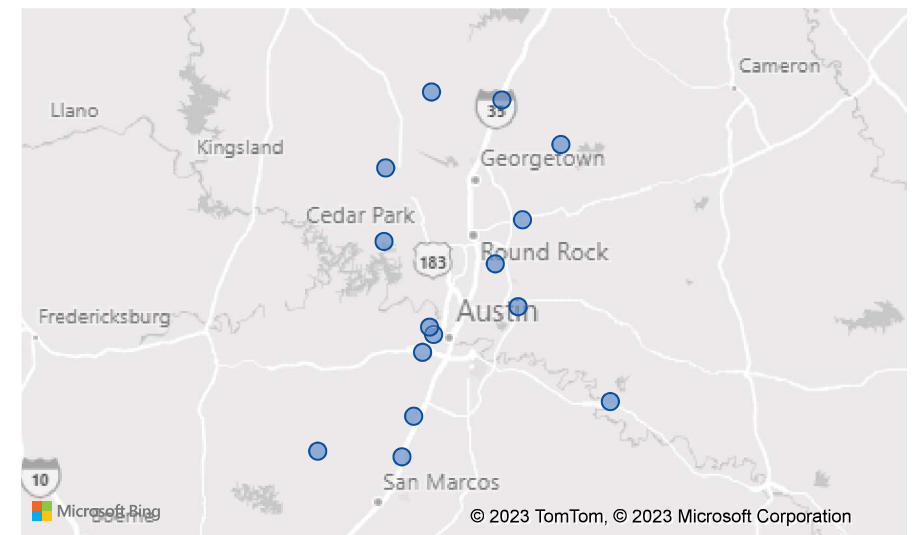 Cameron
35
Llano
Kingsland
Georgetown
Cedar Park
Round Rock
183
Austin
Fredericksburg
10
San Marcos
Microsoft Bing
Boerne
© 2023 TomTom, © 2023 Microsoft Corporation